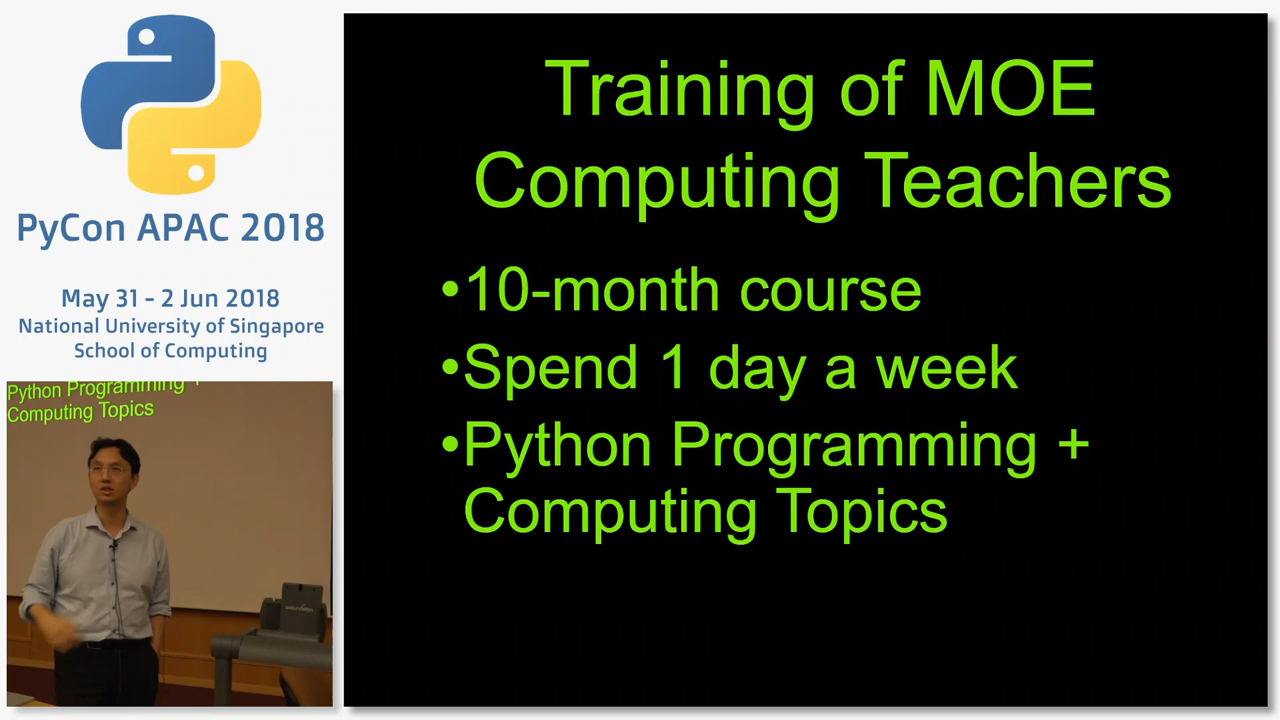 PyCon APAC 2018
May 31 - 2 Jun 2018
National University of Singapore
School of Computing
Python Programming +
Computing Topics
Training of MOE
Computing Teachers
•10-month course
•Spend 1 day a week
•Python Programming +
Computing Topics